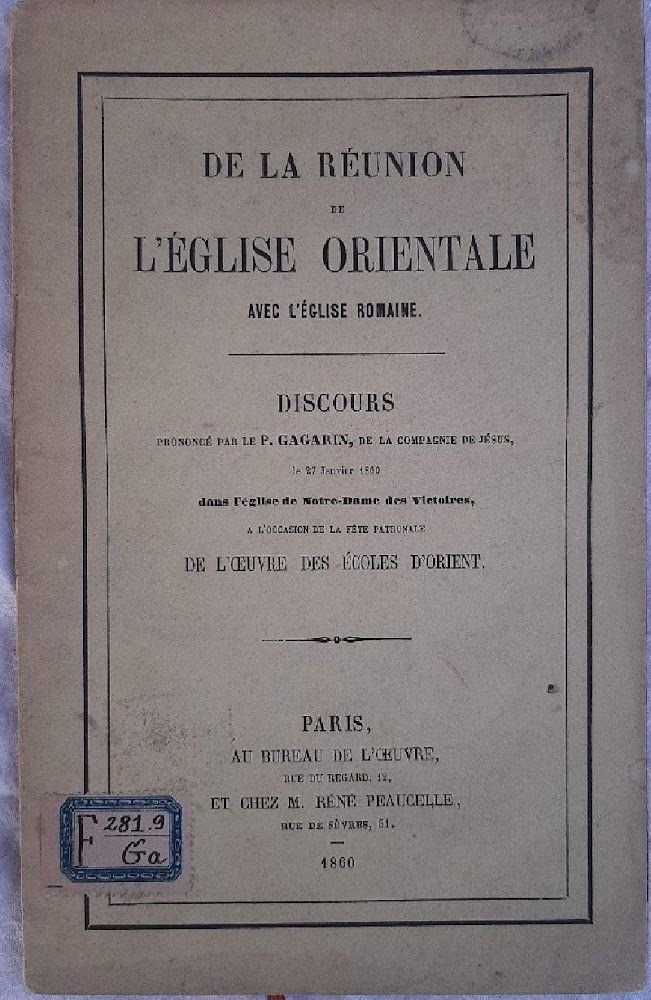 DE LA RÉUNION
DE
L'ÉGLISE ORIENTALE
AVEC L'ÉGLISE ROMAINE.
DISCOURS
PRONONCÉ PAR LE P. GAGARIN, DE LA COMPAGNIE DE JÉSUS,
le 27 Janvier 1860
dans l'église de Notre-Dame des Victoires,
A L'OCCASION DE LA FÊTE PATRONALE
DE L'ŒUVRE DES ÉCOLES D'ORIENT.
PARIS,
AU BUREAU DE L'ŒUVRE,
RUE DU REGARD, 12,
ET CHEZ M. RÉNÉ PEAUCELLE,
RUE DE SÈVRES, 51.
1860
F 281.9
Ga